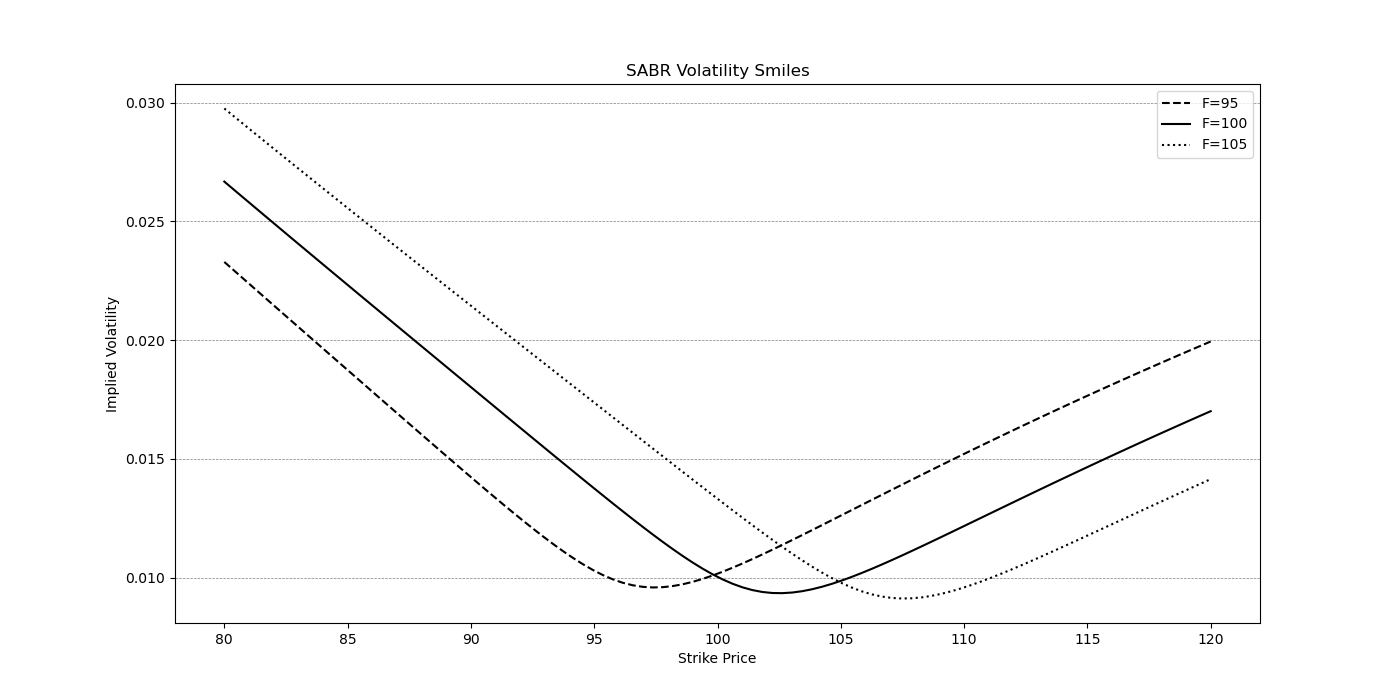 SABR Volatility Smiles
F=95
F=100
F=105
Implied Volatility
0.030
0.025
0.020
0.015
0.010
80 85 90 95 100 105 110 115 120
Strike Price